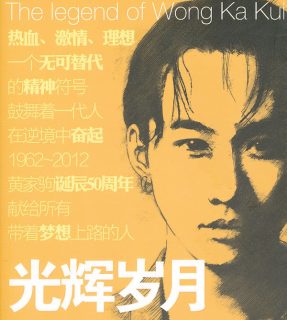 The legend of Wong Ka Kui
热血、激情、理想
一个无可替代
的精神符号
鼓舞着一代人
在逆境中奋起
1962~2012
黄家驹诞辰50周年
献给所有
带着梦想上路的人
光辉岁月